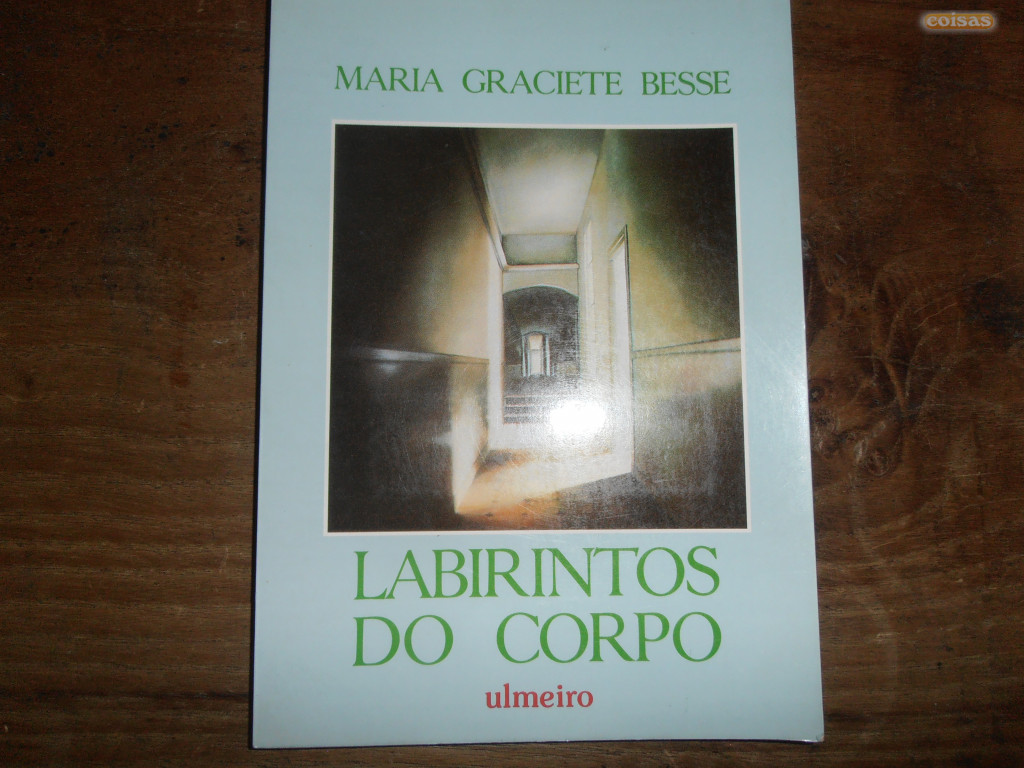 coisas
MARIA GRACIETE BESSE
LABIRINTOS
DO CORPO
ulmeiro